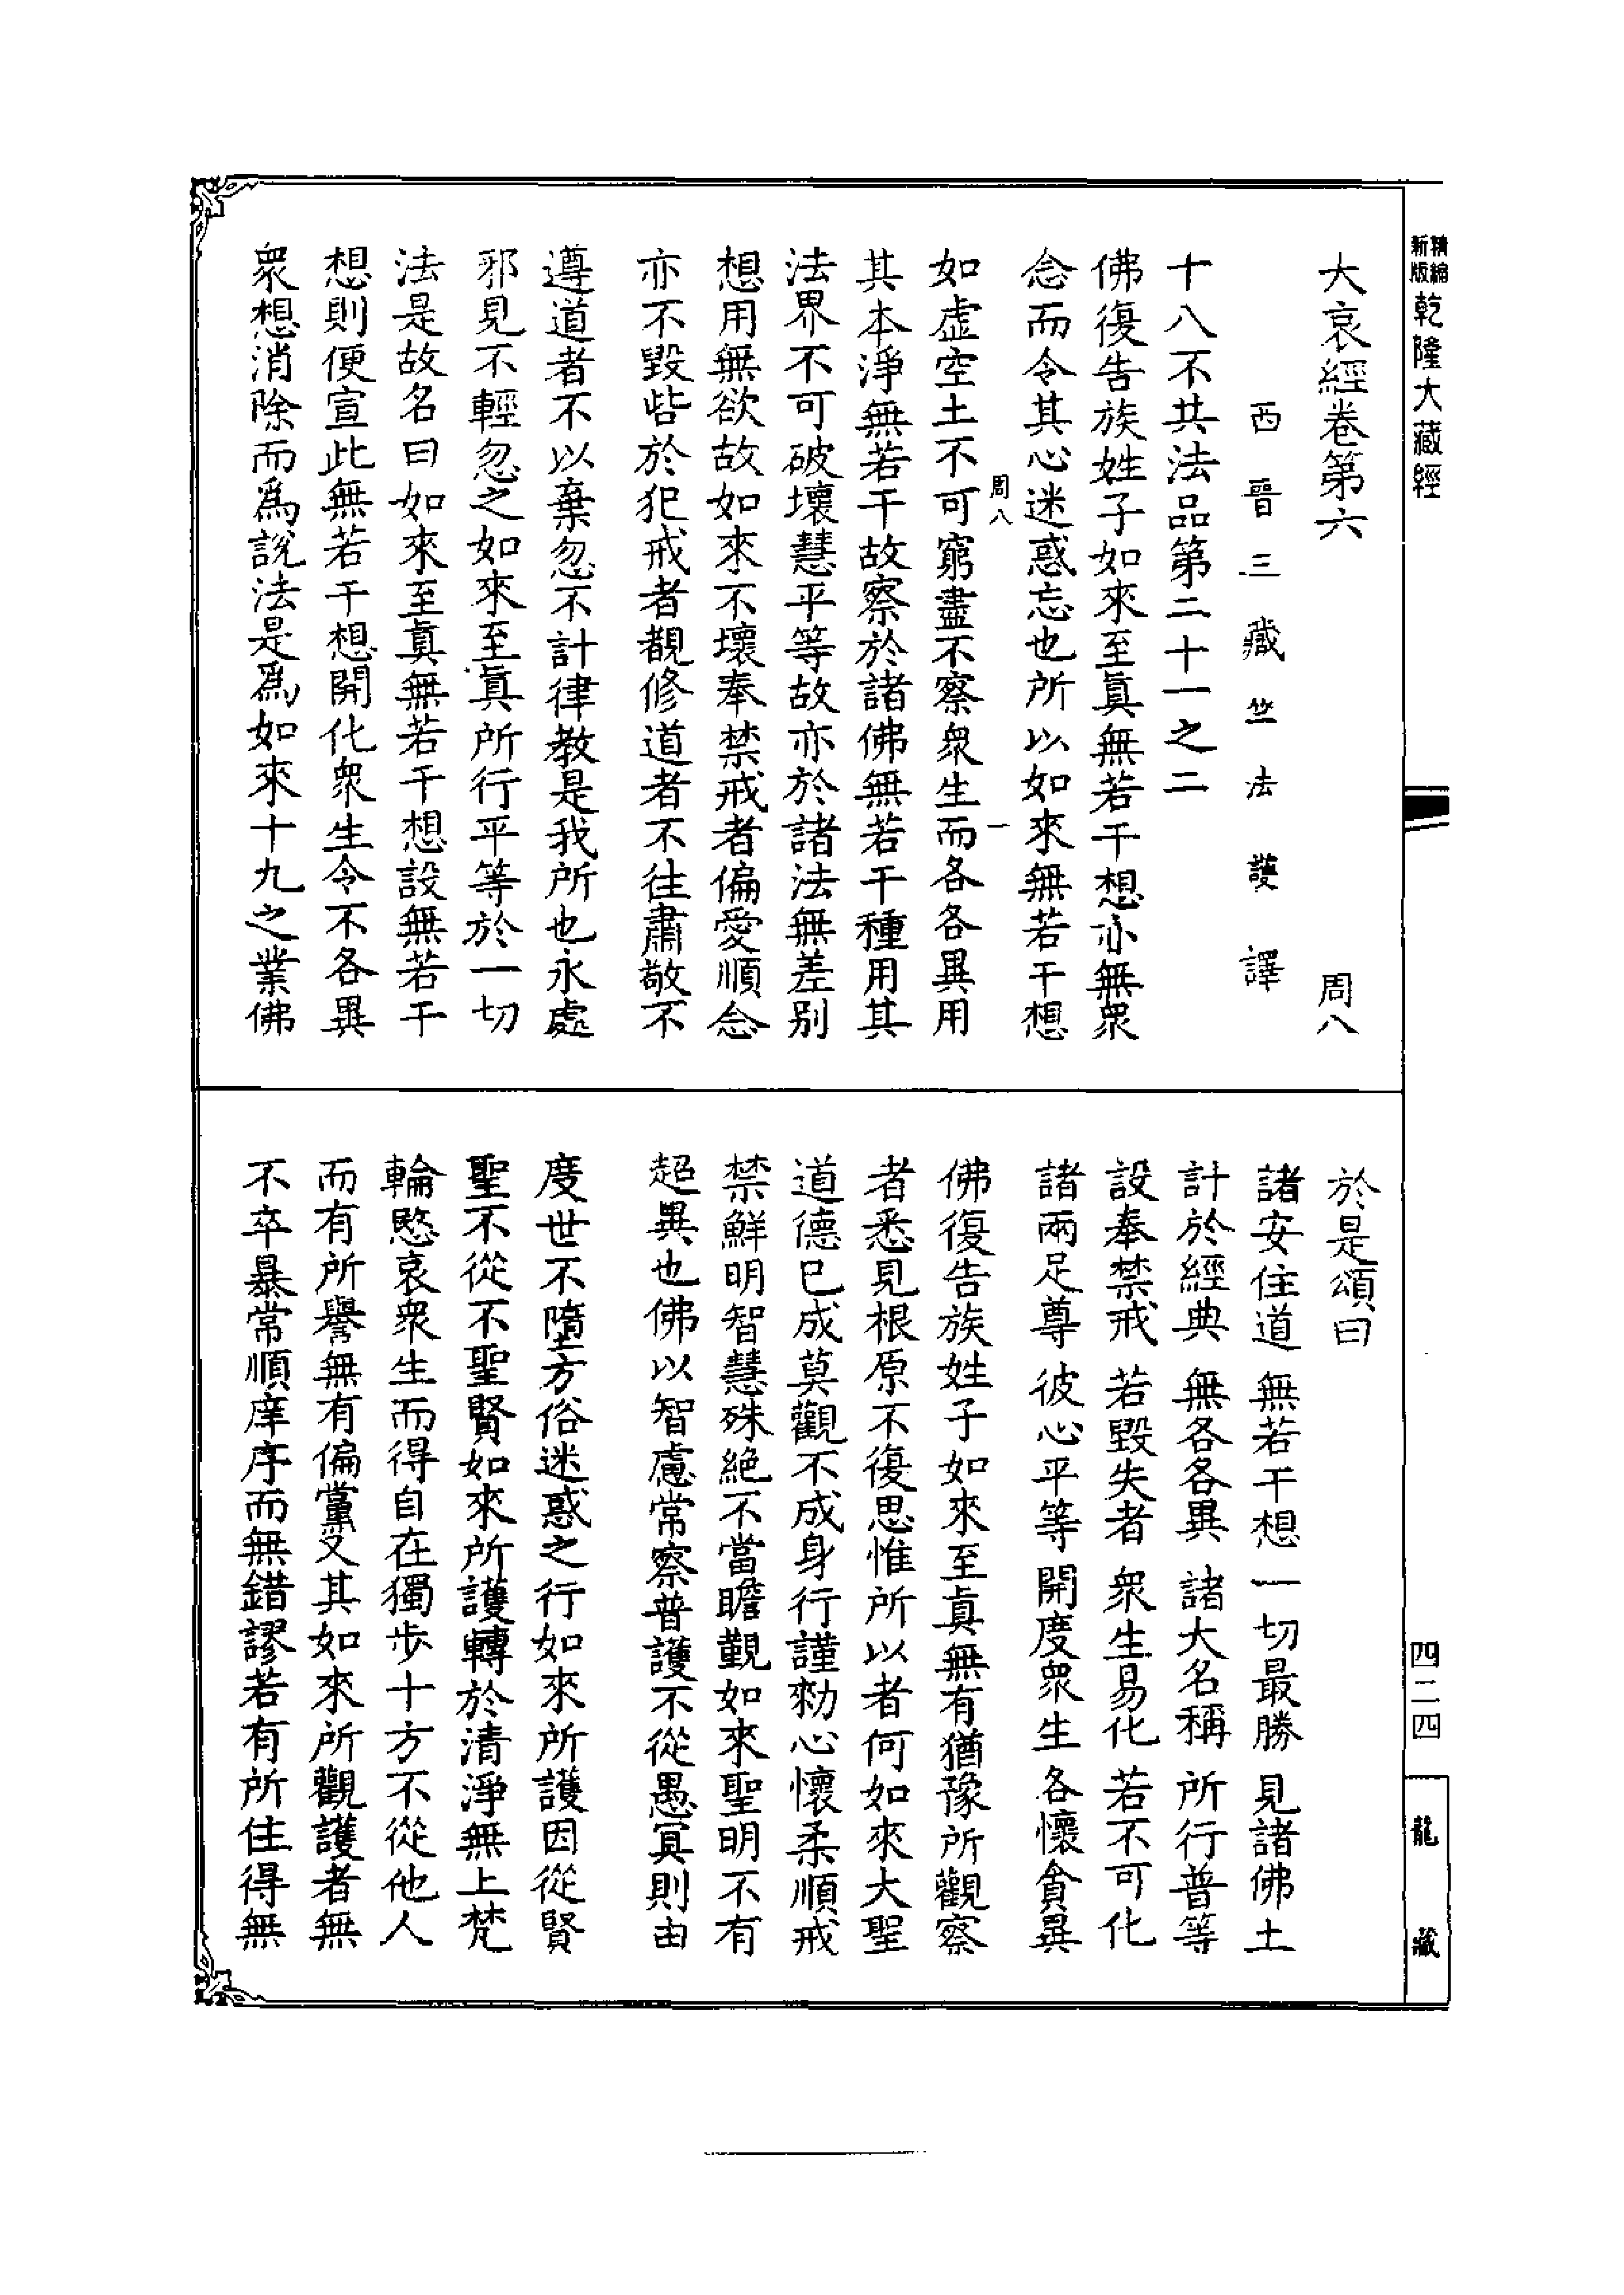 新版精縮乾隆大藏經
大哀經卷第六 周八
西晉三藏竺法護譯
十八不共法品第二十一之二
佛復告族姓子如來至眞無若干想亦無衆
念而令其心迷惑忘也所以如來無若干想
周八 一
如虛空土不可窮盡不察衆生而各各異用
其本淨無若干故察於諸佛無若干種用其
法界不可破壞慧平等故亦於諸法無差別
想用無欲故如來不壞奉禁戒者偏愛順念
亦不毀呰於犯戒者覩修道者不往肅敬不
遵道者不以棄忽不計律教是我所也永處
邪見不輕忽之如來至眞所行平等於一切
法是故名曰如來至眞無若干想設無若干
想則便宣此無若干想開化衆生令不各異
衆想消除而爲說法是爲如來十九之業佛
於是頌曰
諸安住道 無若干想 一切最勝 見諸佛土
計於經典 無各各異 諸大名稱 所行普等
設奉禁戒 若毀失者 衆生易化 若不可化
諸兩足尊 彼心平等 開度衆生 各懷貪異
佛復告族姓子如來至眞無有猶豫所觀察
者悉見根原不復思惟所以者何如來大聖
道德已成莫觀不成身行謹勑心懷柔順戒
禁鮮明智慧殊絕不當瞻覲如來聖明不有
超異也佛以智慮常察普護不從愚冥則由
度世不墮方俗迷惑之行如來所護因從賢
聖不從不聖賢如來所護轉於清淨無上梵
輪愍哀衆生而得自在獨步十方不從他人
而有所譽無有偏黨又其如來所觀護者無
不卒暴常順庠序而無錯謬若有所住得無
四二四
龍藏